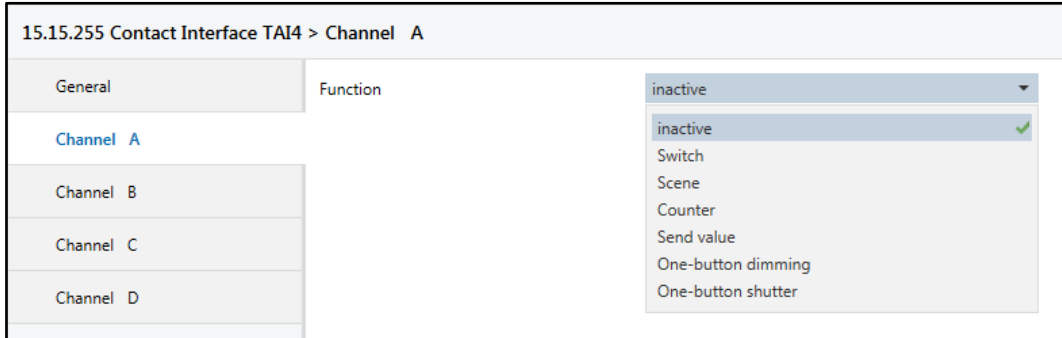 15.15.255 Contact Interface TAI4 > Channel A
General
Function
inactive
Channel A
inactive
Switch
Channel B
Scene
Counter
Channel C
Send value
One-button dimming
Channel D
One-button shutter